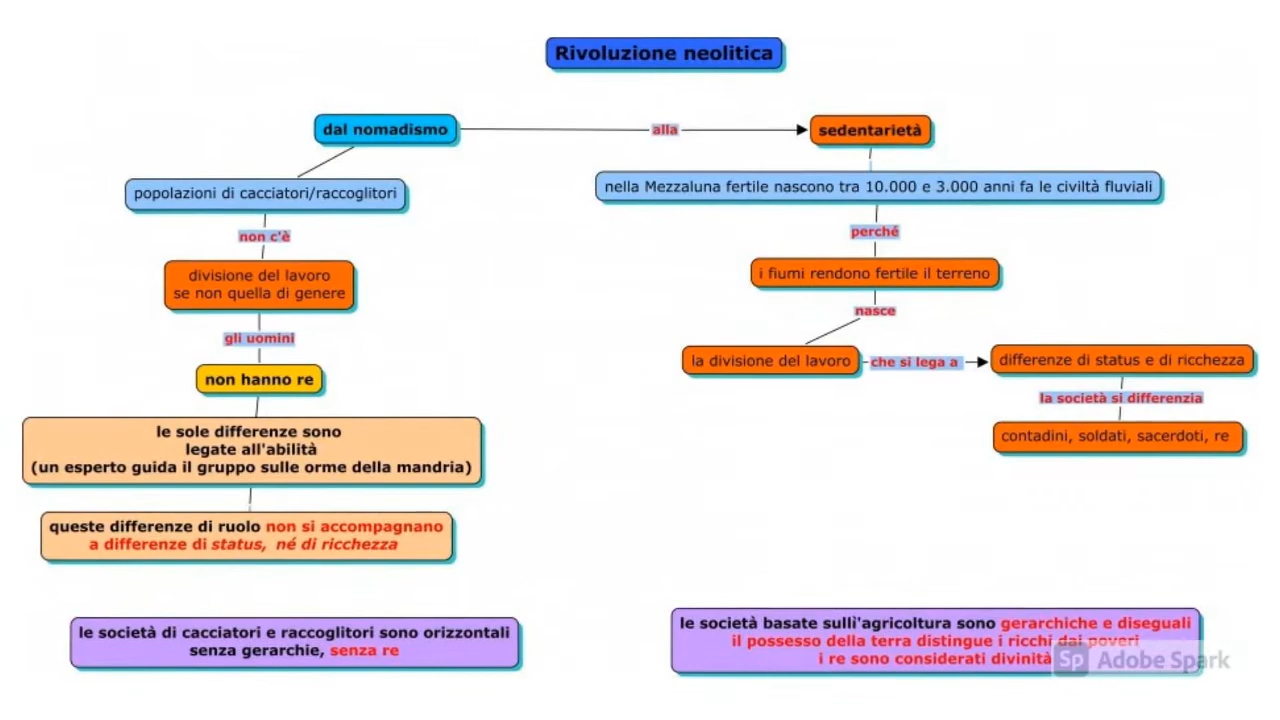 Rivoluzione neolitica
dal nomadismo
alla
sedentarietà
popolazioni di cacciatori/raccoglitori
non c'è
divisione del lavoro
se non quella di genere
gli uomini
non hanno re
le sole differenze sono
legate all'abilità
(un esperto guida il gruppo sulle orme della mandria)
queste differenze di ruolo non si accompagnano
a differenze di status, né di ricchezza
le società di cacciatori e raccoglitori sono orizzontali
senza gerarchie, senza re
nella Mezzaluna fertile nascono tra 10.000 e 3.000 anni fa le civiltà fluviali
perché
i fiumi rendono fertile il terreno
nasce
la divisione del lavoro
che si lega a
differenze di status e di ricchezza
la società si differenzia
contadini, soldati, sacerdoti, re
le società basate sulli'agricoltura sono gerarchiche e diseguali
il possesso della terra distingue i ricchi dai poveri
i re sono considerati divinità
Sp Adobe Spark